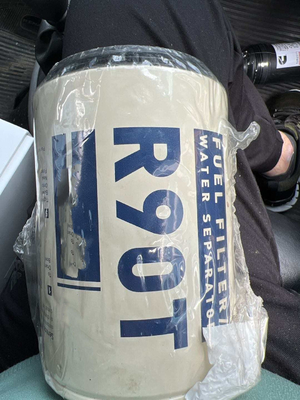 R90T
FUEL FILTER/
WATER SEPARATO